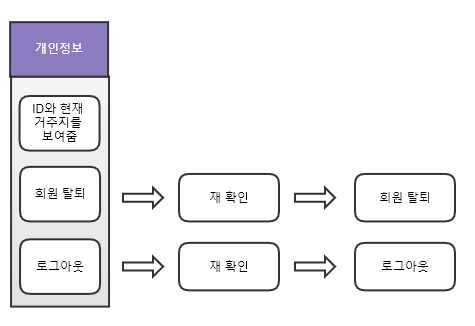 개인정보
ID와 현재
거주지를
보여줌
회원 탈퇴
재 확인
회원 탈퇴
로그아웃
재 확인
로그아웃